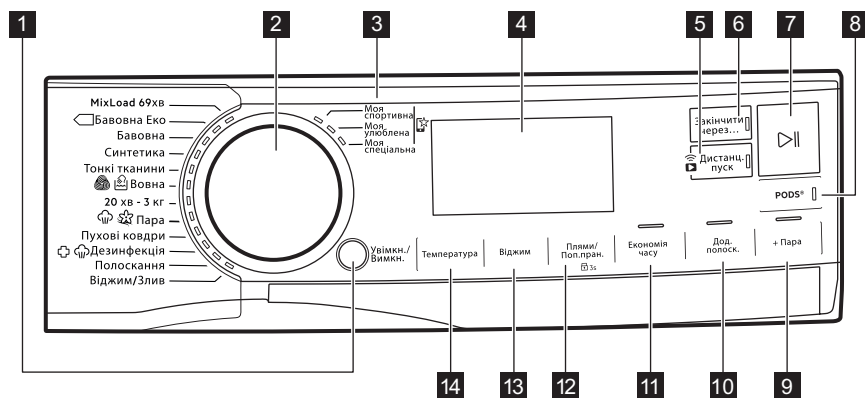 1
2
3
4
5
6
7
8
MixLoad 69хв
Бавовна Еко
Бавовна
Синтетика
Тонкі тканини
Вовна
20 хв - 3 кг
Пара
Пухові ковдри
Дезинфекція
Полоскання
Віджим/Злив
Моя
спортивна
Моя
улюблена
Моя
спеціальна
Увімкн./
Вимкн.
Закінчити
через...
Дистанц.
пуск
PODS®
Температура
Віджим
Плями/
Поп.пран.
3s
Економія
часу
Дод.
полоск.
+ Пара
14
13
12
11
10
9